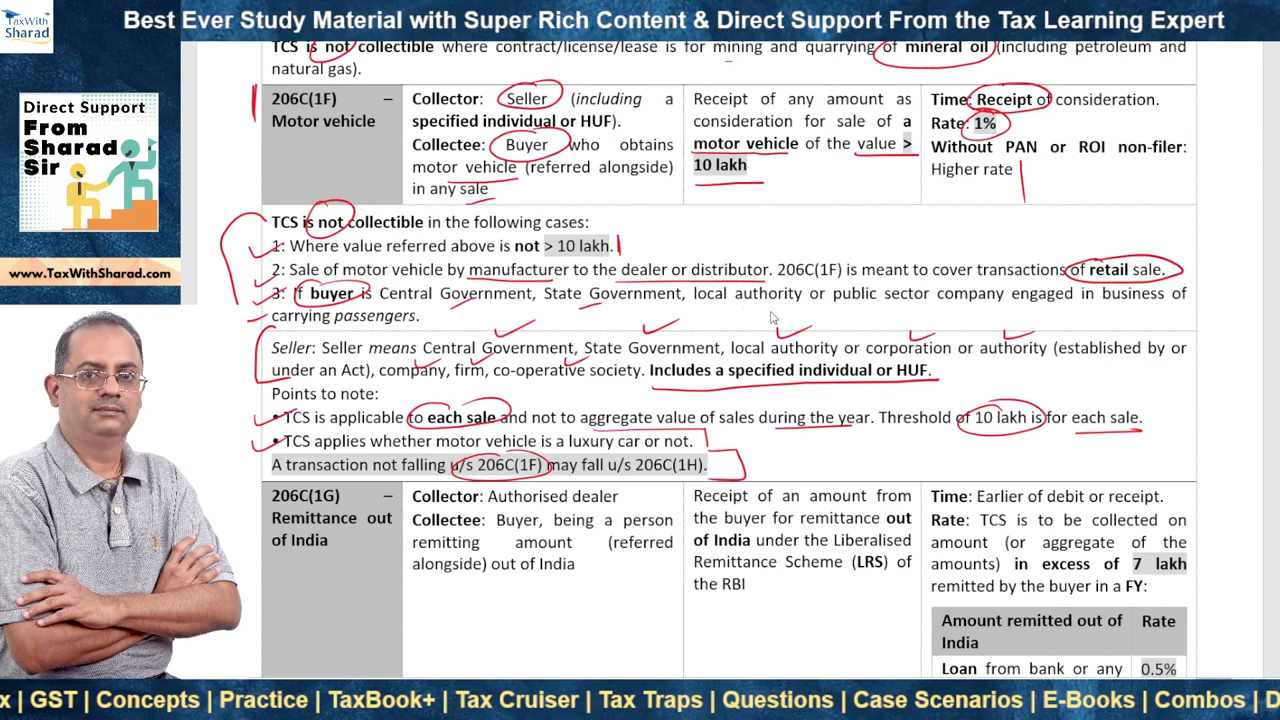 Best Ever Study Material with Super Rich Content & Direct Support From the Tax Learning Expert
TaxWith
Sharad
Direct Support
From
Sharad
Sir
www.TaxWithSharad.com
TCS is not collectible where contract/license/lease is for mining and quarrying of mineral oil (including petroleum and
natural gas).
206C(1F) –
Motor vehicle
Collector: Seller (including a
specified individual or HUF).
Collectee: Buyer who obtains
motor vehicle (referred alongside)
in any sale
Receipt of any amount as
consideration for sale of a
motor vehicle of the value >
10 lakh
Time: Receipt of consideration.
Rate: 1%
Without PAN or ROI non-filer:
Higher rate
TCS is not collectible in the following cases:
1: Where value referred above is not > 10 lakh.
2: Sale of motor vehicle by manufacturer to the dealer or distributor. 206C(1F) is meant to cover transactions of retail sale.
3: If buyer is Central Government, State Government, local authority or public sector company engaged in business of
carrying passengers.
Seller: Seller means Central Government, State Government, local authority or corporation or authority (established by or
under an Act), company, firm, co-operative society. Includes a specified individual or HUF.
Points to note:
• TCS is applicable to each sale and not to aggregate value of sales during the year. Threshold of 10 lakh is for each sale.
• TCS applies whether motor vehicle is a luxury car or not.
A transaction not falling u/s 206C(1F) may fall u/s 206C(1H).
206C(1G) –
Remittance out
of India
Collector: Authorised dealer
Collectee: Buyer, being a person
remitting amount (referred
alongside) out of India
Receipt of an amount from
the buyer for remittance out
of India under the Liberalised
Remittance Scheme (LRS) of
the RBI
Time: Earlier of debit or receipt.
Rate: TCS is to be collected on
amount (or aggregate of the
amounts) in excess of 7 lakh
remitted by the buyer in a FY:
Amount remitted out of
India
Rate
Loan from bank or any
0.5%
x | GST | Concepts | Practice | TaxBook+ | Tax Cruiser | Tax Traps | Questions | Case Scenarios | E-Books | Combos | D